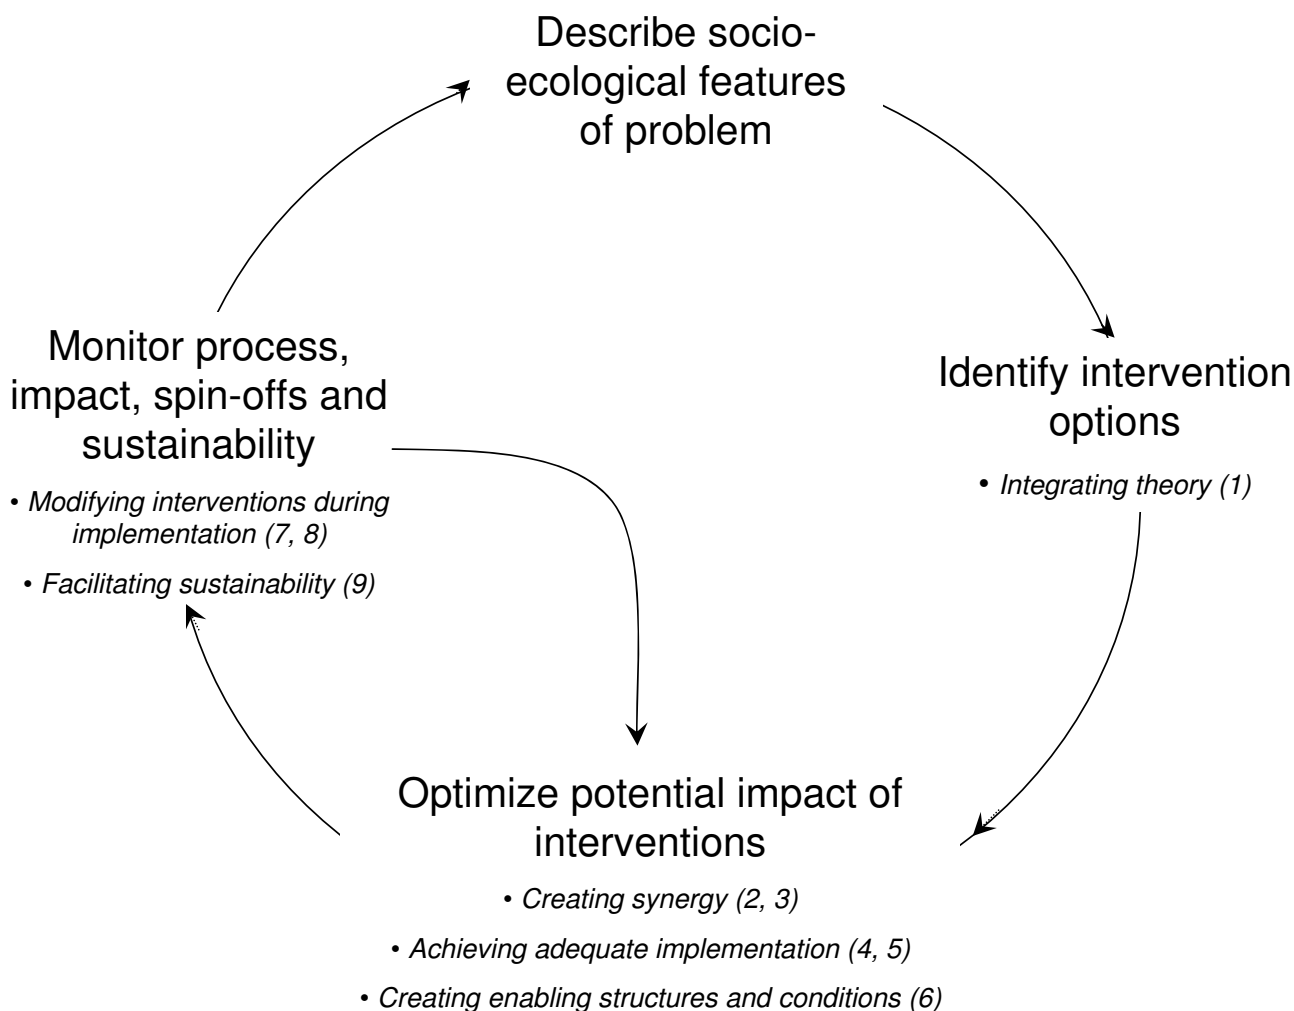 Describe socio-
ecological features
of problem
Monitor process,
impact, spin-offs and
sustainability
• Modifying interventions during
implementation (7, 8)
• Facilitating sustainability (9)
Identify intervention
options
• Integrating theory (1)
Optimize potential impact of
interventions
• Creating synergy (2, 3)
• Achieving adequate implementation (4, 5)
• Creating enabling structures and conditions (6)